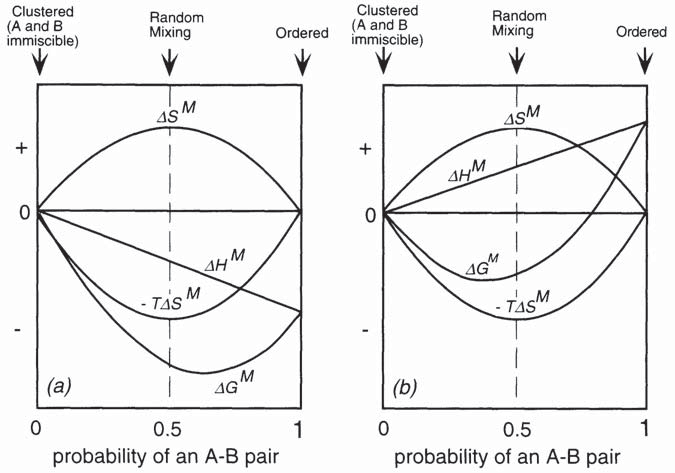 Clustered
(A and B
immiscible)
Random
Mixing
Ordered
+
0
-
ΔS^M
ΔH^M
- TΔS^M
ΔG^M
(a)
0
0.5
1
probability of an A-B pair
Clustered
(A and B
immiscible)
Random
Mixing
Ordered
+
0
-
ΔS^M
ΔH^M
ΔG^M
- TΔS^M
(b)
0
0.5
1
probability of an A-B pair